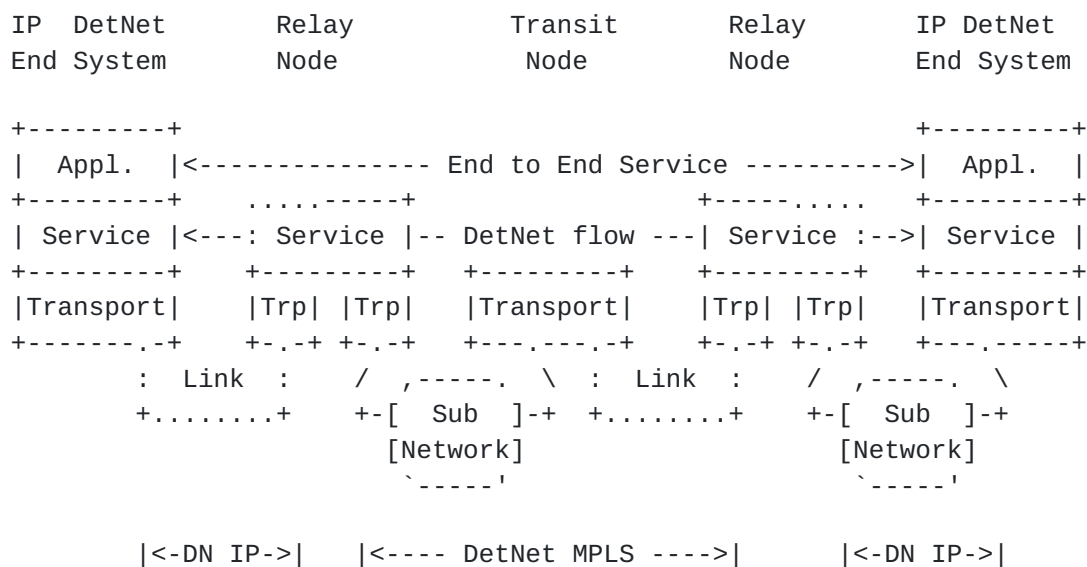 IP  DetNet       Relay          Transit         Relay        IP DetNet
End System       Node            Node           Node         End System

+---------+                                          +---------+
|  Appl.  |<--------------- End to End Service ---------->|  Appl.  |
+---------+    .....-----+                 +-----.....   +---------+
| Service |<---: Service |-- DetNet flow ---| Service :-->| Service |
+---------+    +---------+   +---------+    +---------+   +---------+
|Transport|    |Trp| |Trp|   |Transport|    |Trp| |Trp|   |Transport|
+-------.-+    +-.-+ +-.-+   +---.---.-+    +-.-+ +-.-+   +---.-----+
        :  Link  :    /  ,-----.  \  :  Link  :    /  ,-----.  \
        +........+    +-[  Sub  ]-+  +........+    +-[  Sub  ]-+
                        [Network]                    [Network]
                         `-----'                      `-----'

        |<-DN IP->|   |<---- DetNet MPLS ---->|      |<-DN IP->|